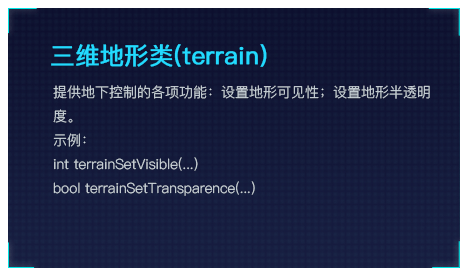 三维地形类(terrain)
提供地下控制的各项功能：设置地形可见性；设置地形半透明
度。
示例：
int terrainSetVisible(...)
bool terrainSetTransparence(...)